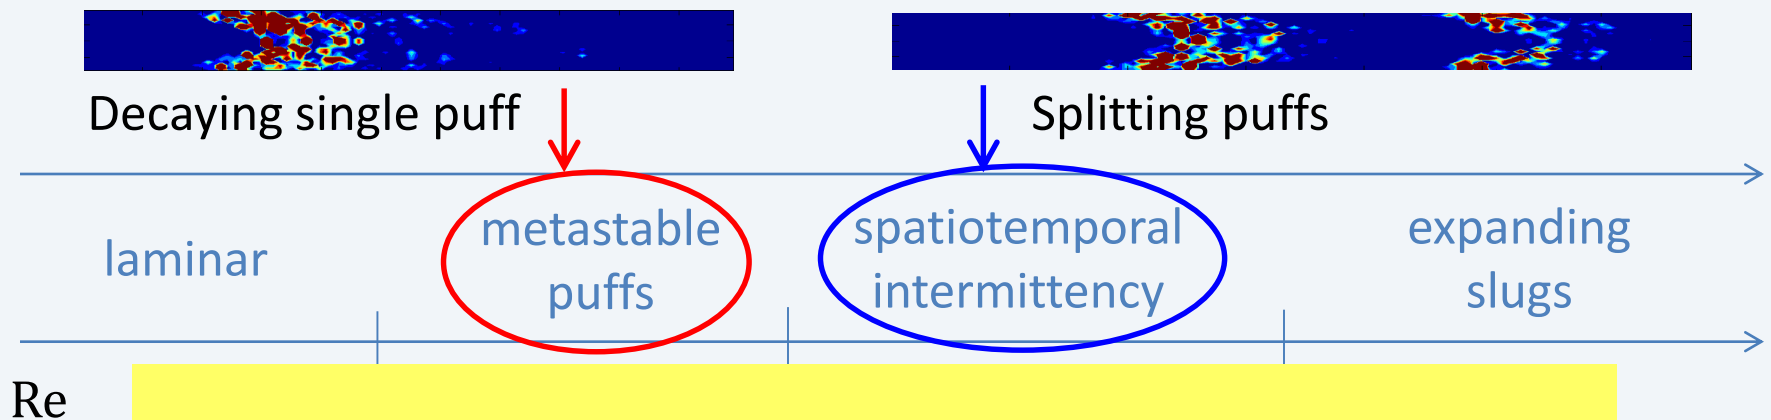 Decaying single puff
Splitting puffs
laminar
metastable
puffs
spatiotemporal
intermittency
expanding
slugs
Re